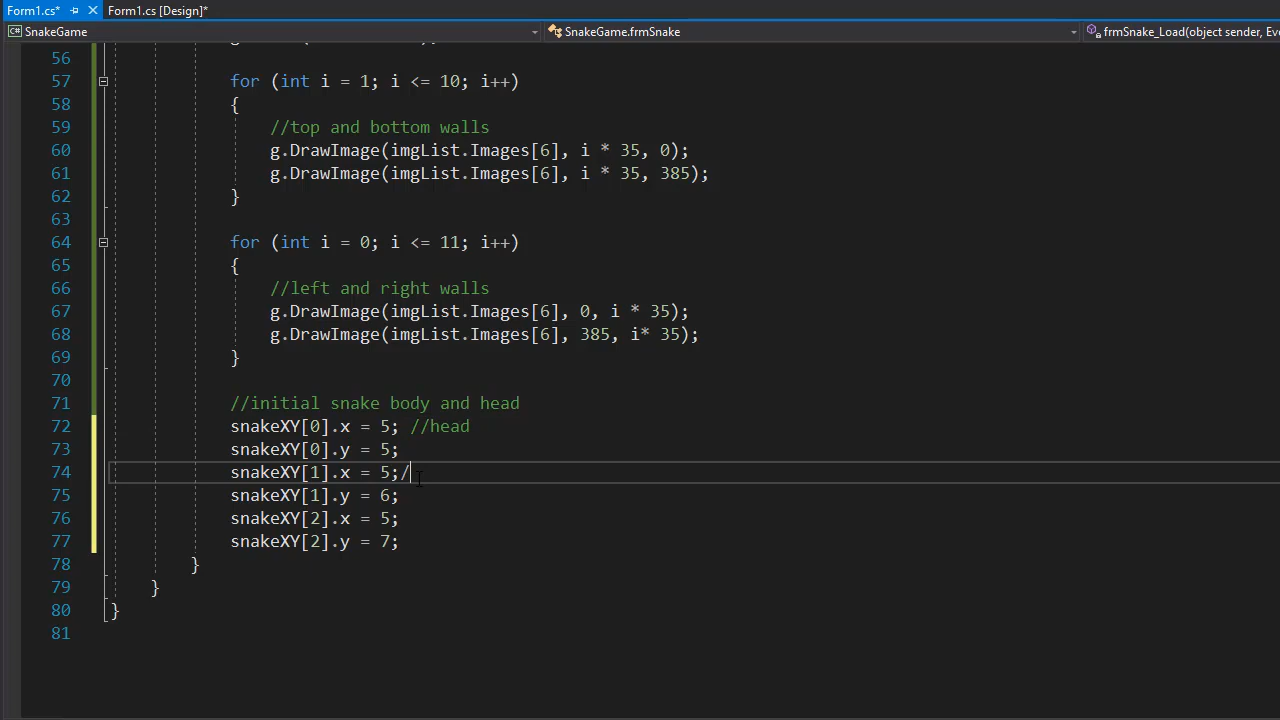 Form1.cs*
Form1.cs [Design]*
SnakeGame
SnakeGame.frmSnake
frmSnake_Load(object sender, Eve
56
57 for (int i = 1; i <= 10; i++)
58 {
59 //top and bottom walls
60 g.DrawImage(imgList.Images[6], i * 35, 0);
61 g.DrawImage(imgList.Images[6], i * 35, 385);
62 }
63
64 for (int i = 0; i <= 11; i++)
65 {
66 //left and right walls
67 g.DrawImage(imgList.Images[6], 0, i * 35);
68 g.DrawImage(imgList.Images[6], 385, i* 35);
69 }
70
71 //initial snake body and head
72 snakeXY[0].x = 5; //head
73 snakeXY[0].y = 5;
74 snakeXY[1].x = 5;/
75 snakeXY[1].y = 6;
76 snakeXY[2].x = 5;
77 snakeXY[2].y = 7;
78 }
79 }
80 }
81